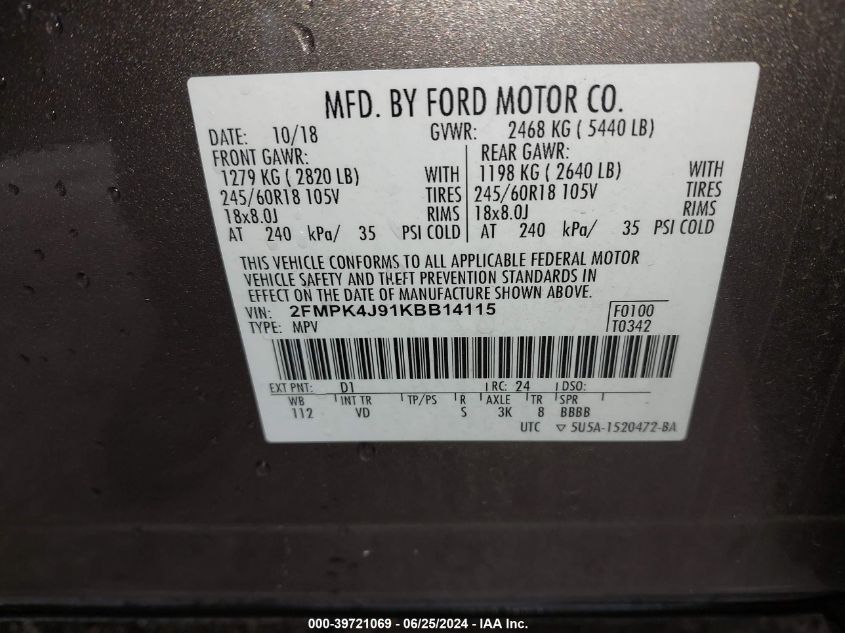 MFD. BY FORD MOTOR CO.
DATE: 10/18 GVWR: 2468 KG ( 5440 LB)
FRONT GAWR: REAR GAWR:
1279 KG ( 2820 LB) WITH 1198 KG ( 2640 LB) WITH
245/60R18 105V TIRES 245/60R18 105V TIRES
18x8.0J RIMS 18x8.0J RIMS
AT 240 kPa/ 35 PSI COLD AT 240 kPa/ 35 PSI COLD
THIS VEHICLE CONFORMS TO ALL APPLICABLE FEDERAL MOTOR
VEHICLE SAFETY AND THEFT PREVENTION STANDARDS IN
EFFECT ON THE DATE OF MANUFACTURE SHOWN ABOVE.
VIN: 2FMPK4J91KBB14115 F0100
TYPE: MPV T0342
EXT PNT: D1 RC: 24 DSO:
WB INT TR TP/PS R AXLE TR SPR
112 VD S 3K 8 BBBB
UTC ▽ 5U5A-1520472-BA
000-39721069 - 06/25/2024 - IAA Inc.